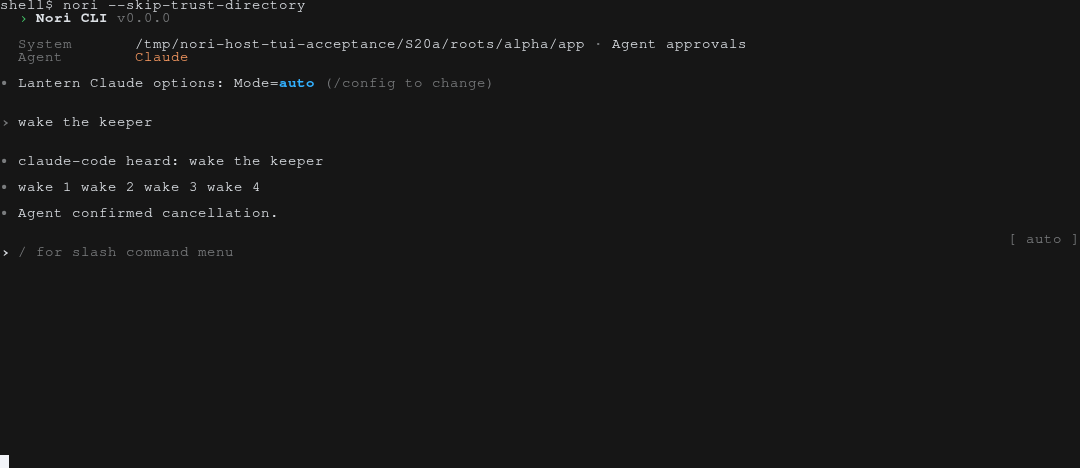 shell$ nori --skip-trust-directory
› Nori CLI v0.0.0
System /tmp/nori-host-tui-acceptance/S20a/roots/alpha/app · Agent approvals
Agent Claude
• Lantern Claude options: Mode=auto (/config to change)
› wake the keeper
• claude-code heard: wake the keeper
• wake 1 wake 2 wake 3 wake 4
• Agent confirmed cancellation.
[ auto ]
› / for slash command menu